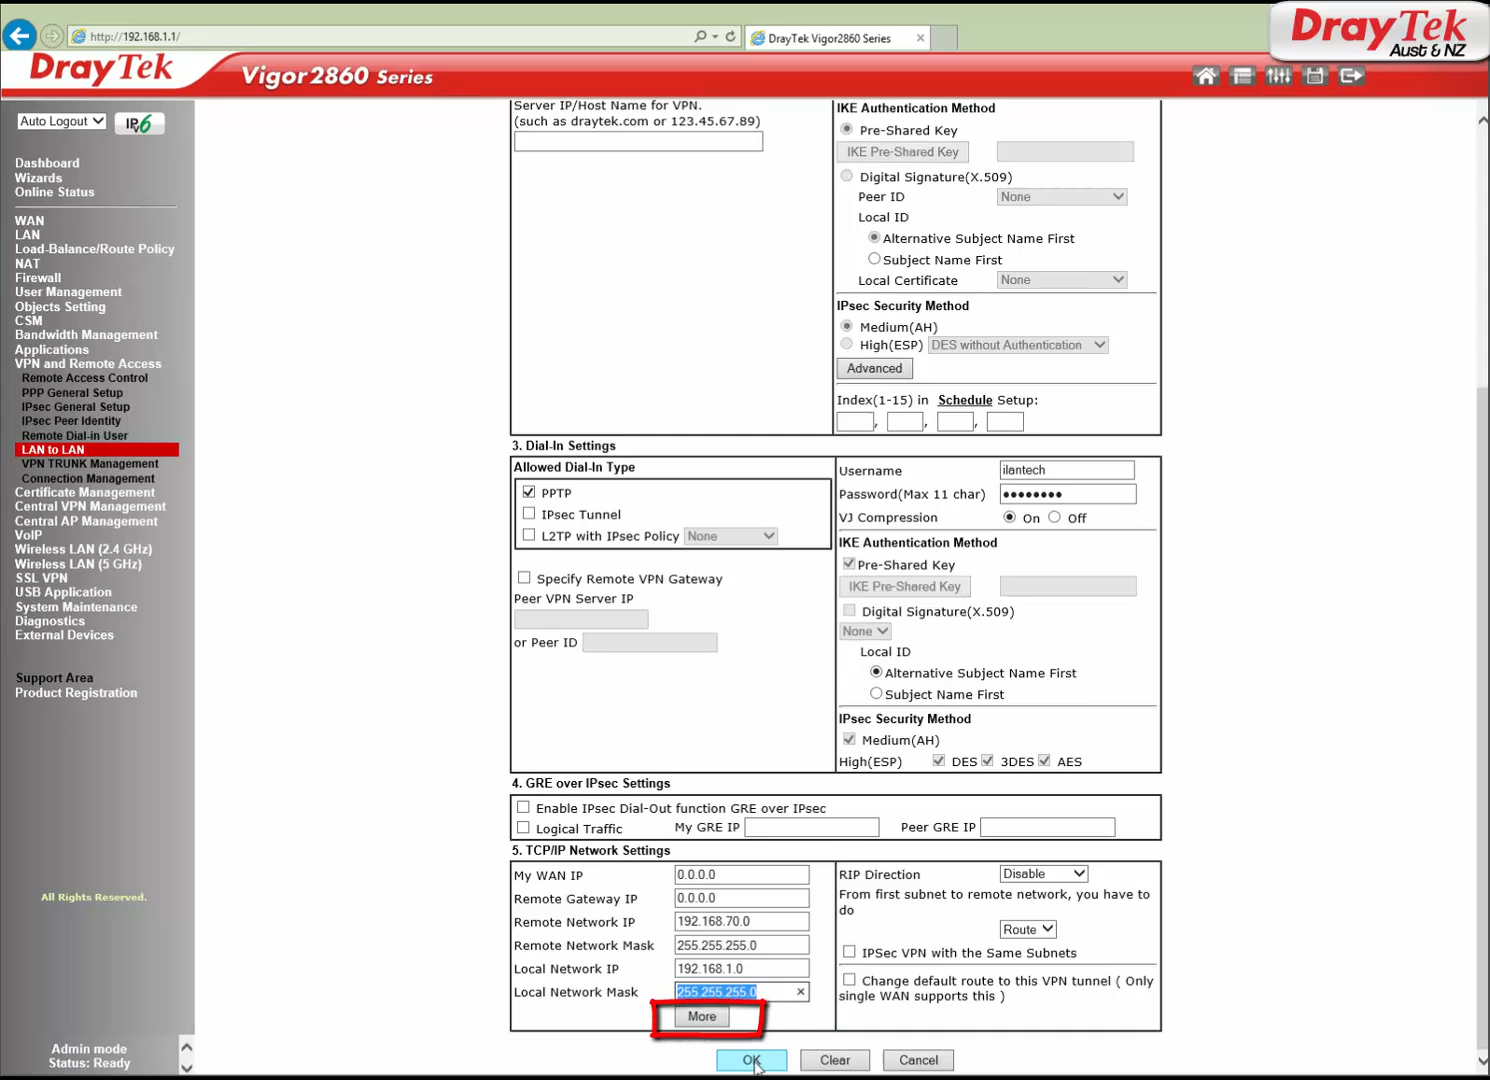 http://192.168.1.1/
DrayTek Vigor2860 Series
DrayTek
Aust & NZ
DrayTek
Vigor2860 Series
Auto Logout
IPv6
Dashboard
Wizards
Online Status
WAN
LAN
Load-Balance/Route Policy
NAT
Firewall
User Management
Objects Setting
CSM
Bandwidth Management
Applications
VPN and Remote Access
Remote Access Control
PPP General Setup
IPsec General Setup
IPsec Peer Identity
Remote Dial-in User
LAN to LAN
VPN TRUNK Management
Connection Management
Certificate Management
Central VPN Management
Central AP Management
VoIP
Wireless LAN (2.4 GHz)
Wireless LAN (5 GHz)
SSL VPN
USB Application
System Maintenance
Diagnostics
External Devices
Support Area
Product Registration
All Rights Reserved.
Admin mode
Status: Ready
Server IP/Host Name for VPN.
(such as draytek.com or 123.45.67.89)
IKE Authentication Method
Pre-Shared Key
IKE Pre-Shared Key
Digital Signature(X.509)
Peer ID None
Local ID
Alternative Subject Name First
Subject Name First
Local Certificate None
IPsec Security Method
Medium(AH)
High(ESP) DES without Authentication
Advanced
Index(1-15) in Schedule Setup:
, , ,
3. Dial-In Settings
Allowed Dial-In Type
PPTP
IPsec Tunnel
L2TP with IPsec Policy None
Specify Remote VPN Gateway
Peer VPN Server IP
or Peer ID
Username ilantech
Password(Max 11 char) ●●●●●●●●
VJ Compression On Off
IKE Authentication Method
Pre-Shared Key
IKE Pre-Shared Key
Digital Signature(X.509)
None
Local ID
Alternative Subject Name First
Subject Name First
IPsec Security Method
Medium(AH)
High(ESP) DES 3DES AES
4. GRE over IPsec Settings
Enable IPsec Dial-Out function GRE over IPsec
Logical Traffic My GRE IP Peer GRE IP
5. TCP/IP Network Settings
My WAN IP 0.0.0.0
Remote Gateway IP 0.0.0.0
Remote Network IP 192.168.70.0
Remote Network Mask 255.255.255.0
Local Network IP 192.168.1.0
Local Network Mask 255.255.255.0
More
RIP Direction Disable
From first subnet to remote network, you have to
do
Route
IPSec VPN with the Same Subnets
Change default route to this VPN tunnel ( Only
single WAN supports this )
OK Clear Cancel